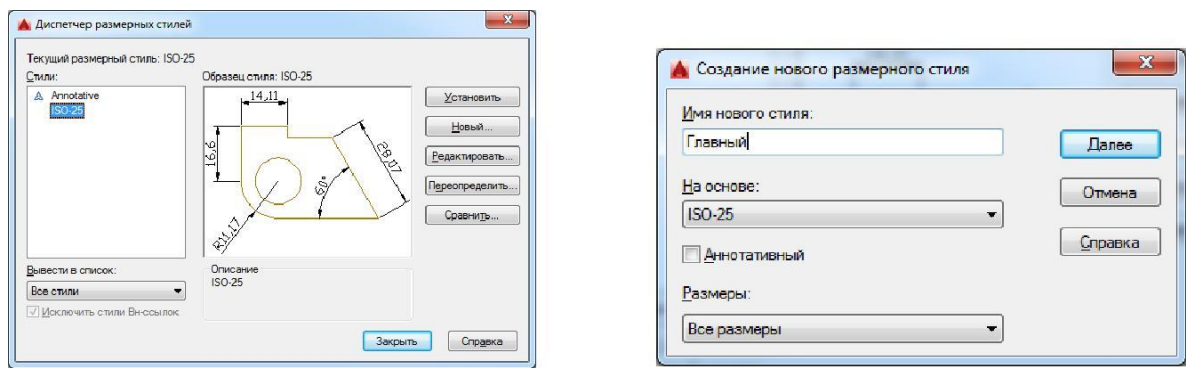 Диспетчер размерных стилей
Текущий размерный стиль: ISO-25
Стили:
Annotative
ISO-25
Образец стиля: ISO-25
14,11
16,6
28,07
60°
R11,17
Установить
Новый...
Редактировать...
Переопределить...
Сравнить...
Вывести в список:
Все стили
Исключить стили Вн-ссылок
Описание
ISO-25
Закрыть
Справка
Создание нового размерного стиля
Имя нового стиля:
Главный
На основе:
ISO-25
Аннотативный
Размеры:
Все размеры
Далее
Отмена
Справка